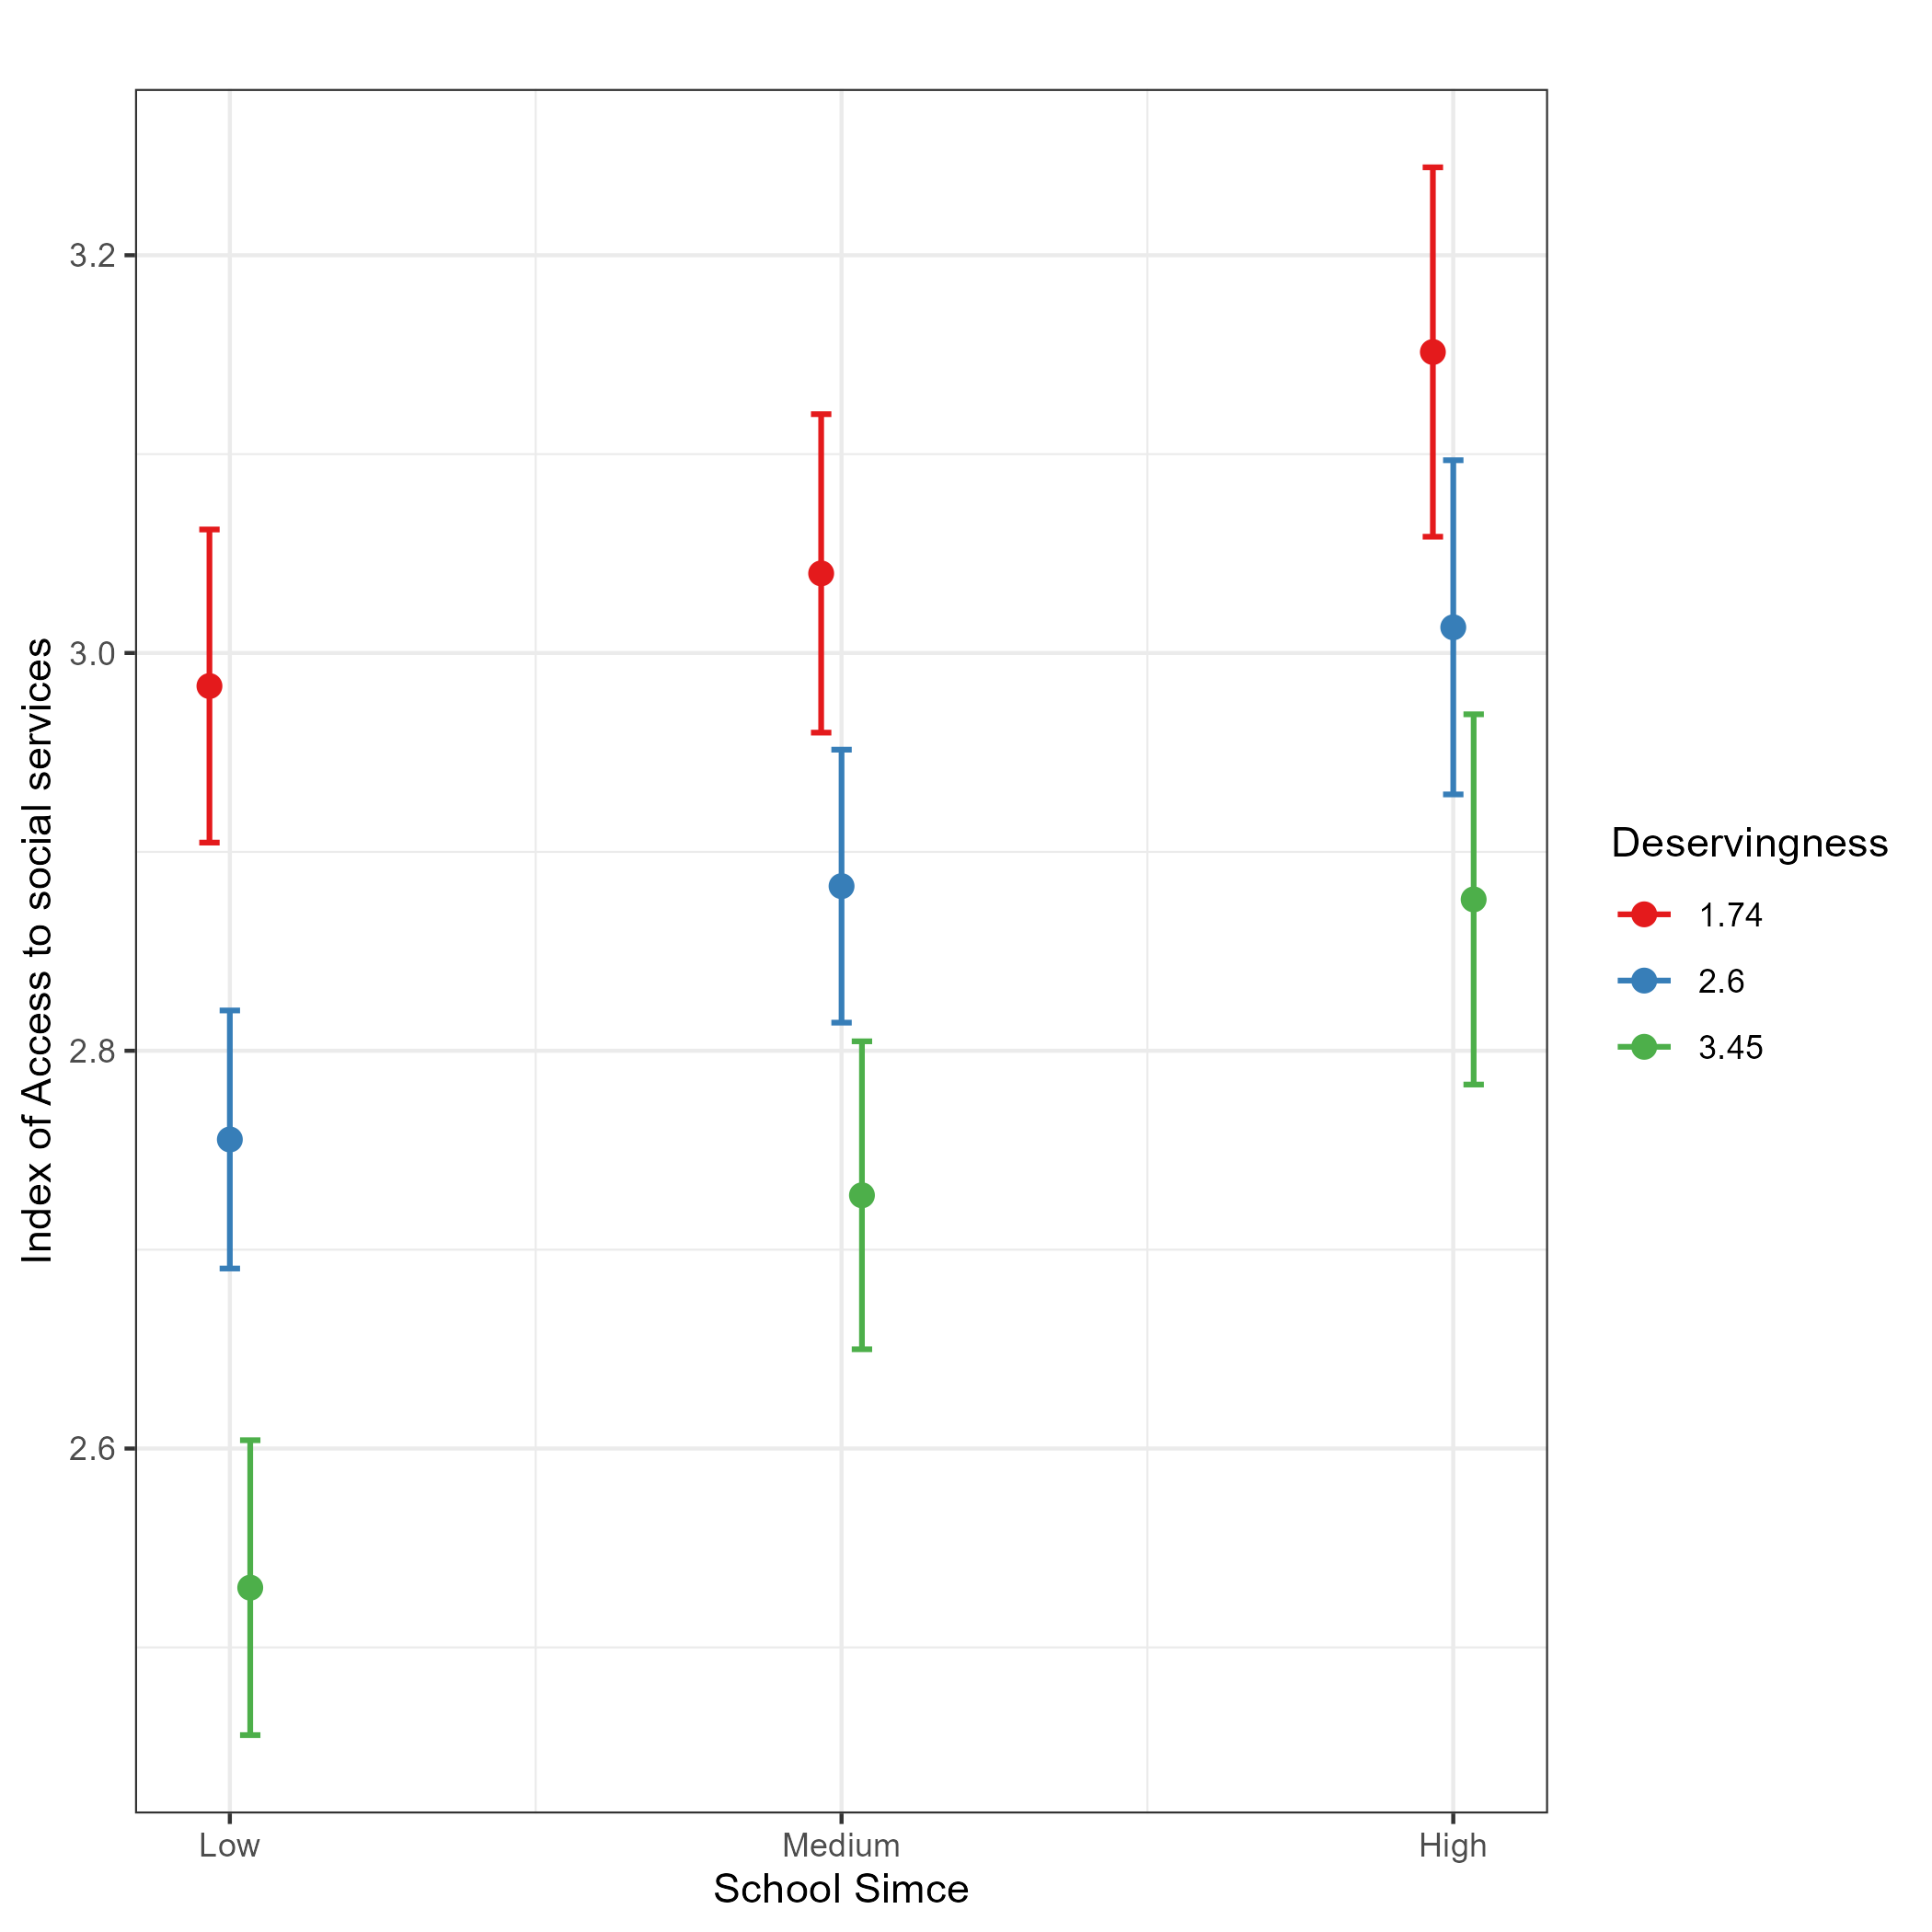 Index of Access to social services
3.2
3.0
2.8
2.6
Low
Medium
High
School Simce
Deservingness
1.74
2.6
3.45